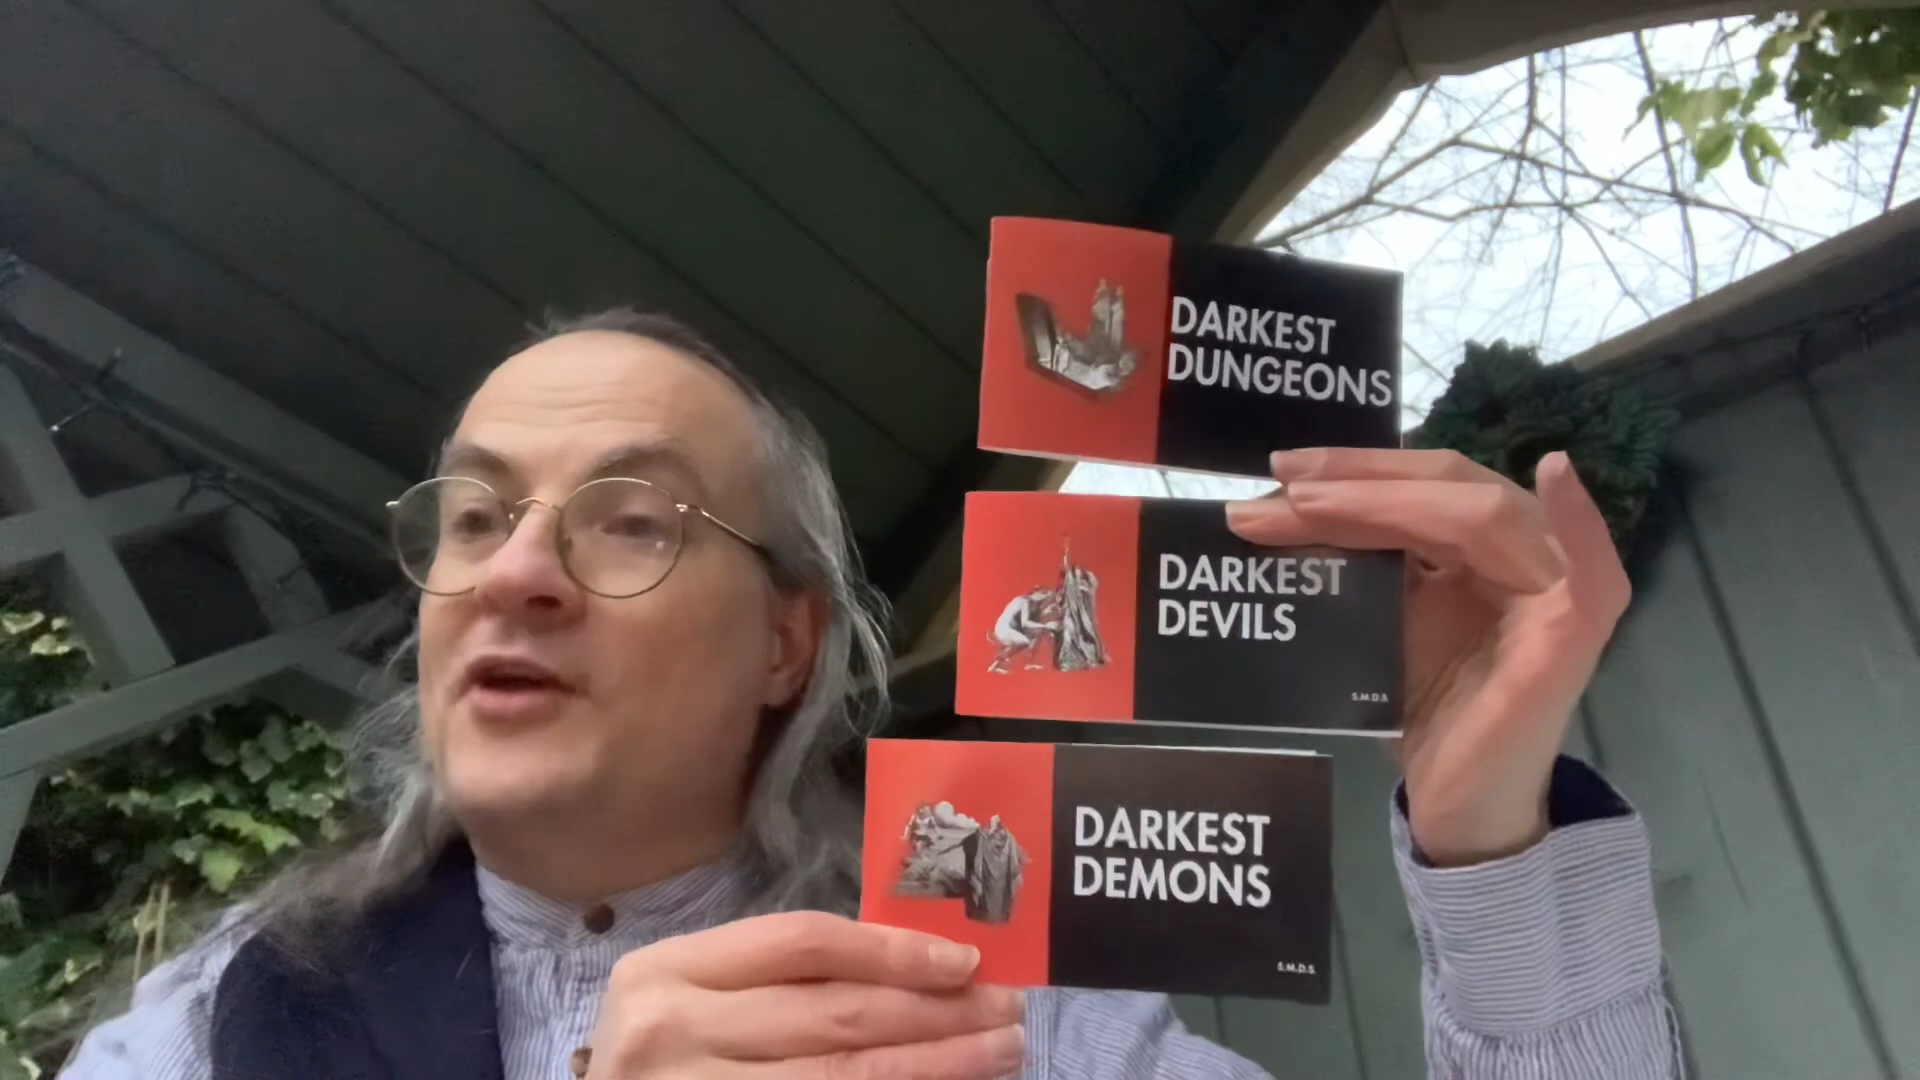 DARKEST
DUNGEONS
DARKEST
DEVILS
S.M.D.S.
DARKEST
DEMONS
S.M.D.S.